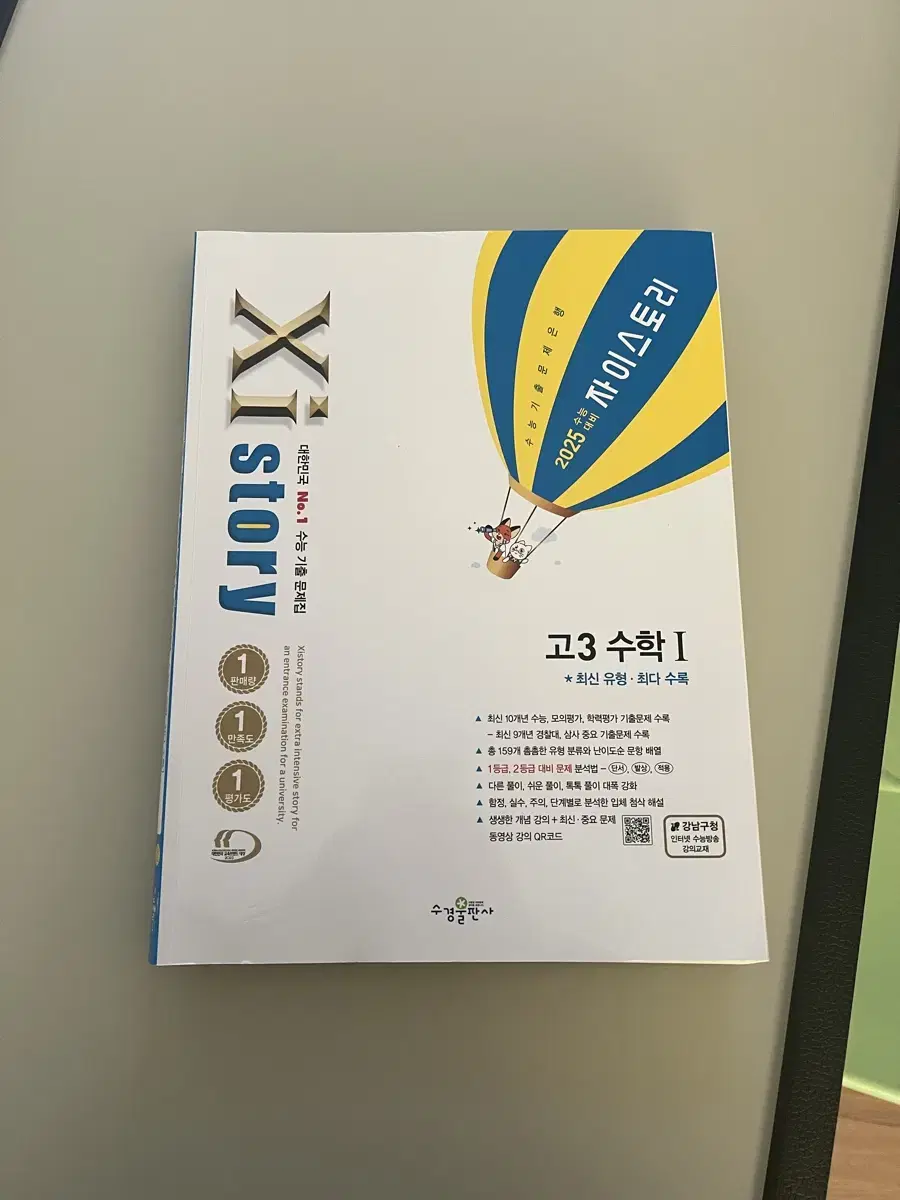 Xi
story
대한민국 No.1 수능 기출 문제집
Xistory stands for extra intensive story for
an entrance examination for a university.
1
판매량
1
만족도
1
평가도
수능기출문제은행
2025 수능
대비
자이스토리
고3 수학 I
* 최신 유형·최다 수록
▲ 최신 10개년 수능, 모의평가, 학력평가 기출문제 수록
– 최신 9개년 경찰대, 삼사 중요 기출문제 수록
▲ 총 159개 촘촘한 유형 분류와 난이도순 문항 배열
▲ 1등급, 2등급 대비 문제 분석법 – 단서, 발상, 적용
▲ 다른 풀이, 쉬운 풀이, 톡톡 풀이 대폭 강화
▲ 함정, 실수, 주의, 단계별로 분석한 입체 첨삭 해설
▲ 생생한 개념 강의 + 최신·중요 문제
동영상 강의 QR코드
강남구청
인터넷 수능방송
강의교재
수경출판사